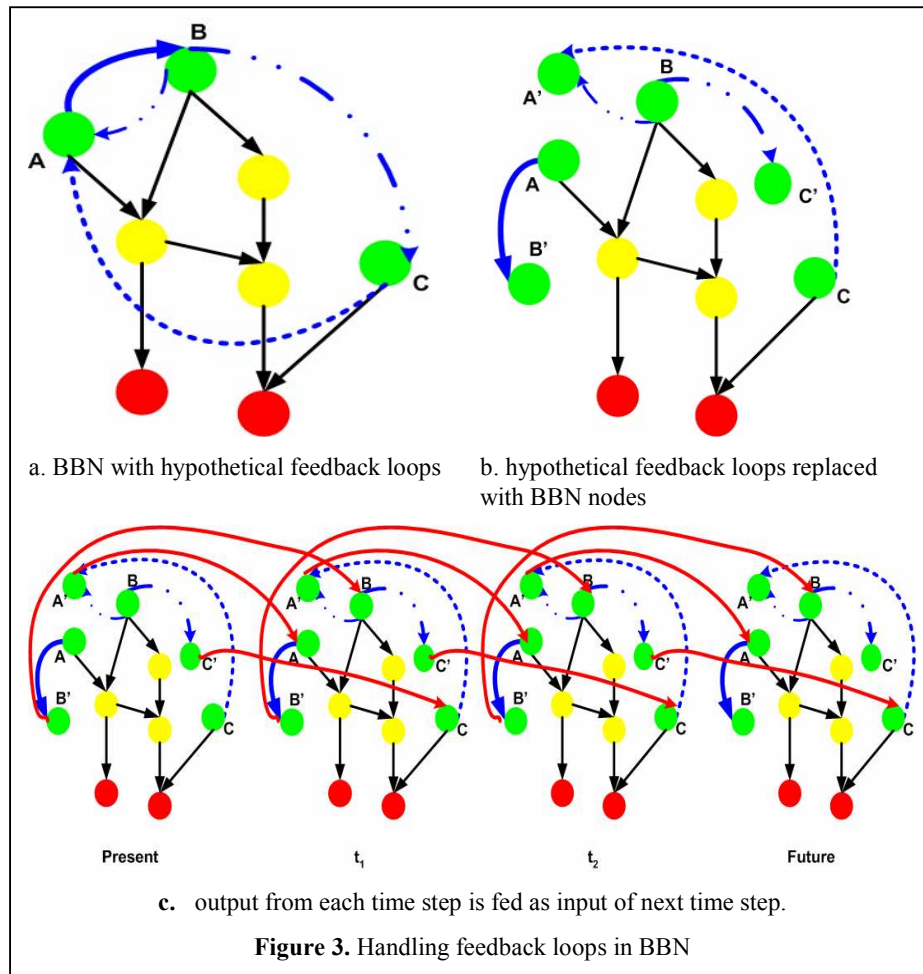 B
A
C
B
A'
A
C'
B'
C
a. BBN with hypothetical feedback loops
b. hypothetical feedback loops replaced
with BBN nodes
A'
B
A
C'
B'
C
A'
B
A
C'
B'
C
A'
B
A
C'
B'
C
A'
B
A
C'
B'
C
Present
t1
t2
Future
c. output from each time step is fed as input of next time step.
Figure 3. Handling feedback loops in BBN